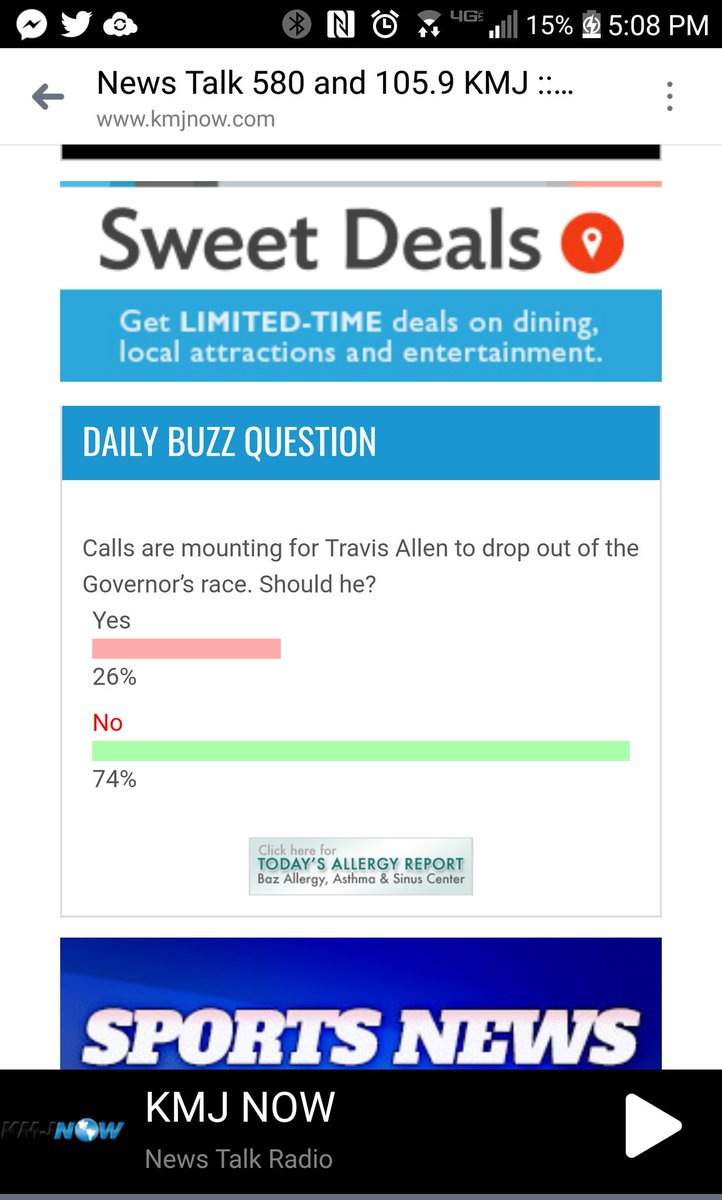 4G LTE 15% 5:08 PM
News Talk 580 and 105.9 KMJ ::...
www.kmjnow.com
Sweet Deals
Get LIMITED-TIME deals on dining,
local attractions and entertainment.
DAILY BUZZ QUESTION
Calls are mounting for Travis Allen to drop out of the
Governor's race. Should he?
Yes
26%
No
74%
Click here for
TODAY'S ALLERGY REPORT
Baz Allergy, Asthma & Sinus Center
SPORTS NEWS
KMJ NOW
KMJNOW
News Talk Radio